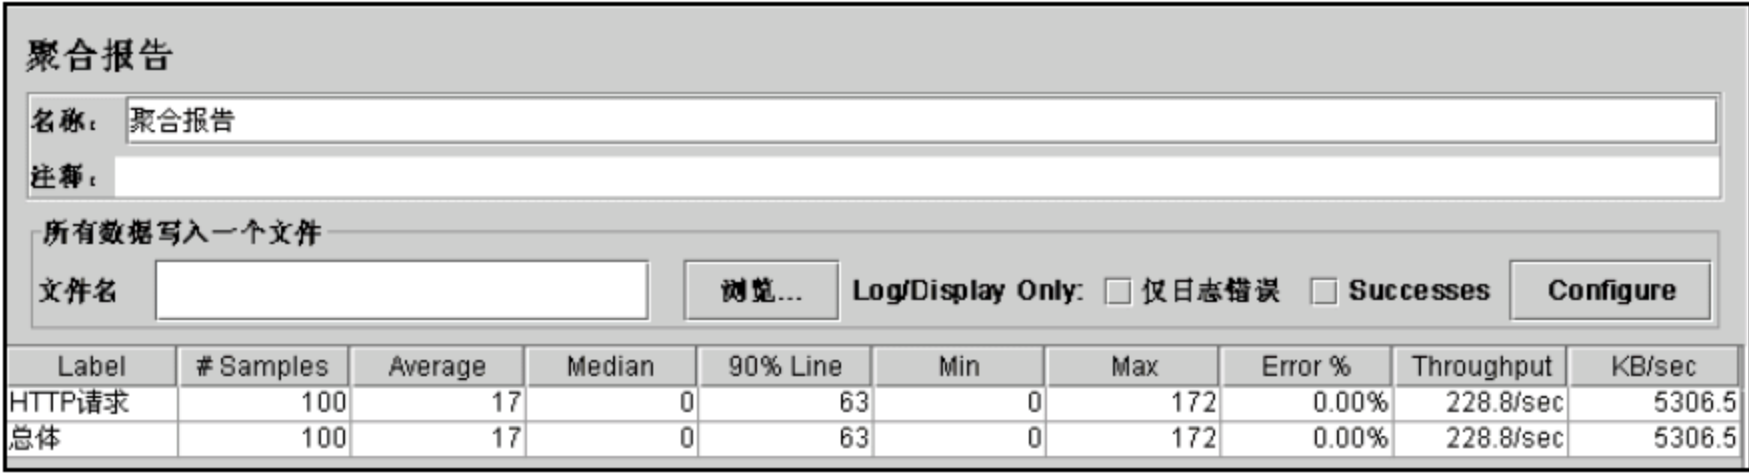 聚合报告
名称： 聚合报告
注释：
所有数据写入一个文件
文件名 浏览... Log/Display Only: 仅日志错误 Successes Configure
Label # Samples Average Median 90% Line Min Max Error % Throughput KB/sec
HTTP请求 100 17 0 63 0 172 0.00% 228.8/sec 5306.5
总体 100 17 0 63 0 172 0.00% 228.8/sec 5306.5